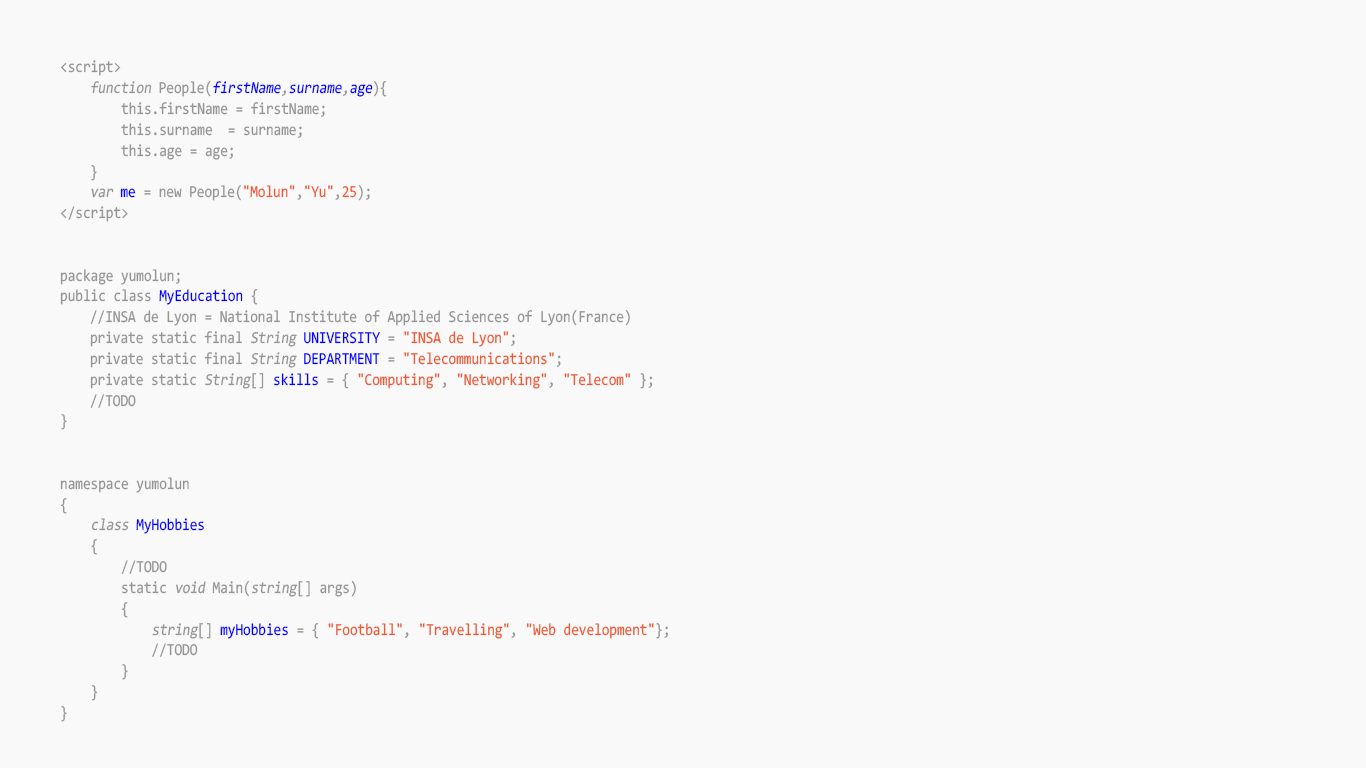 <script>
    function People(firstName,surname,age){
        this.firstName = firstName;
        this.surname  = surname;
        this.age = age;
    }
    var me = new People("Molun","Yu",25);
</script>
package yumolun;
public class MyEducation {
    //INSA de Lyon = National Institute of Applied Sciences of Lyon(France)
    private static final String UNIVERSITY = "INSA de Lyon";
    private static final String DEPARTMENT = "Telecommunications";
    private static String[] skills = { "Computing", "Networking", "Telecom" };
    //TODO
}
namespace yumolun
{
    class MyHobbies
    {
        //TODO
        static void Main(string[] args)
        {
            string[] myHobbies = { "Football", "Travelling", "Web development"};
            //TODO
        }
    }
}